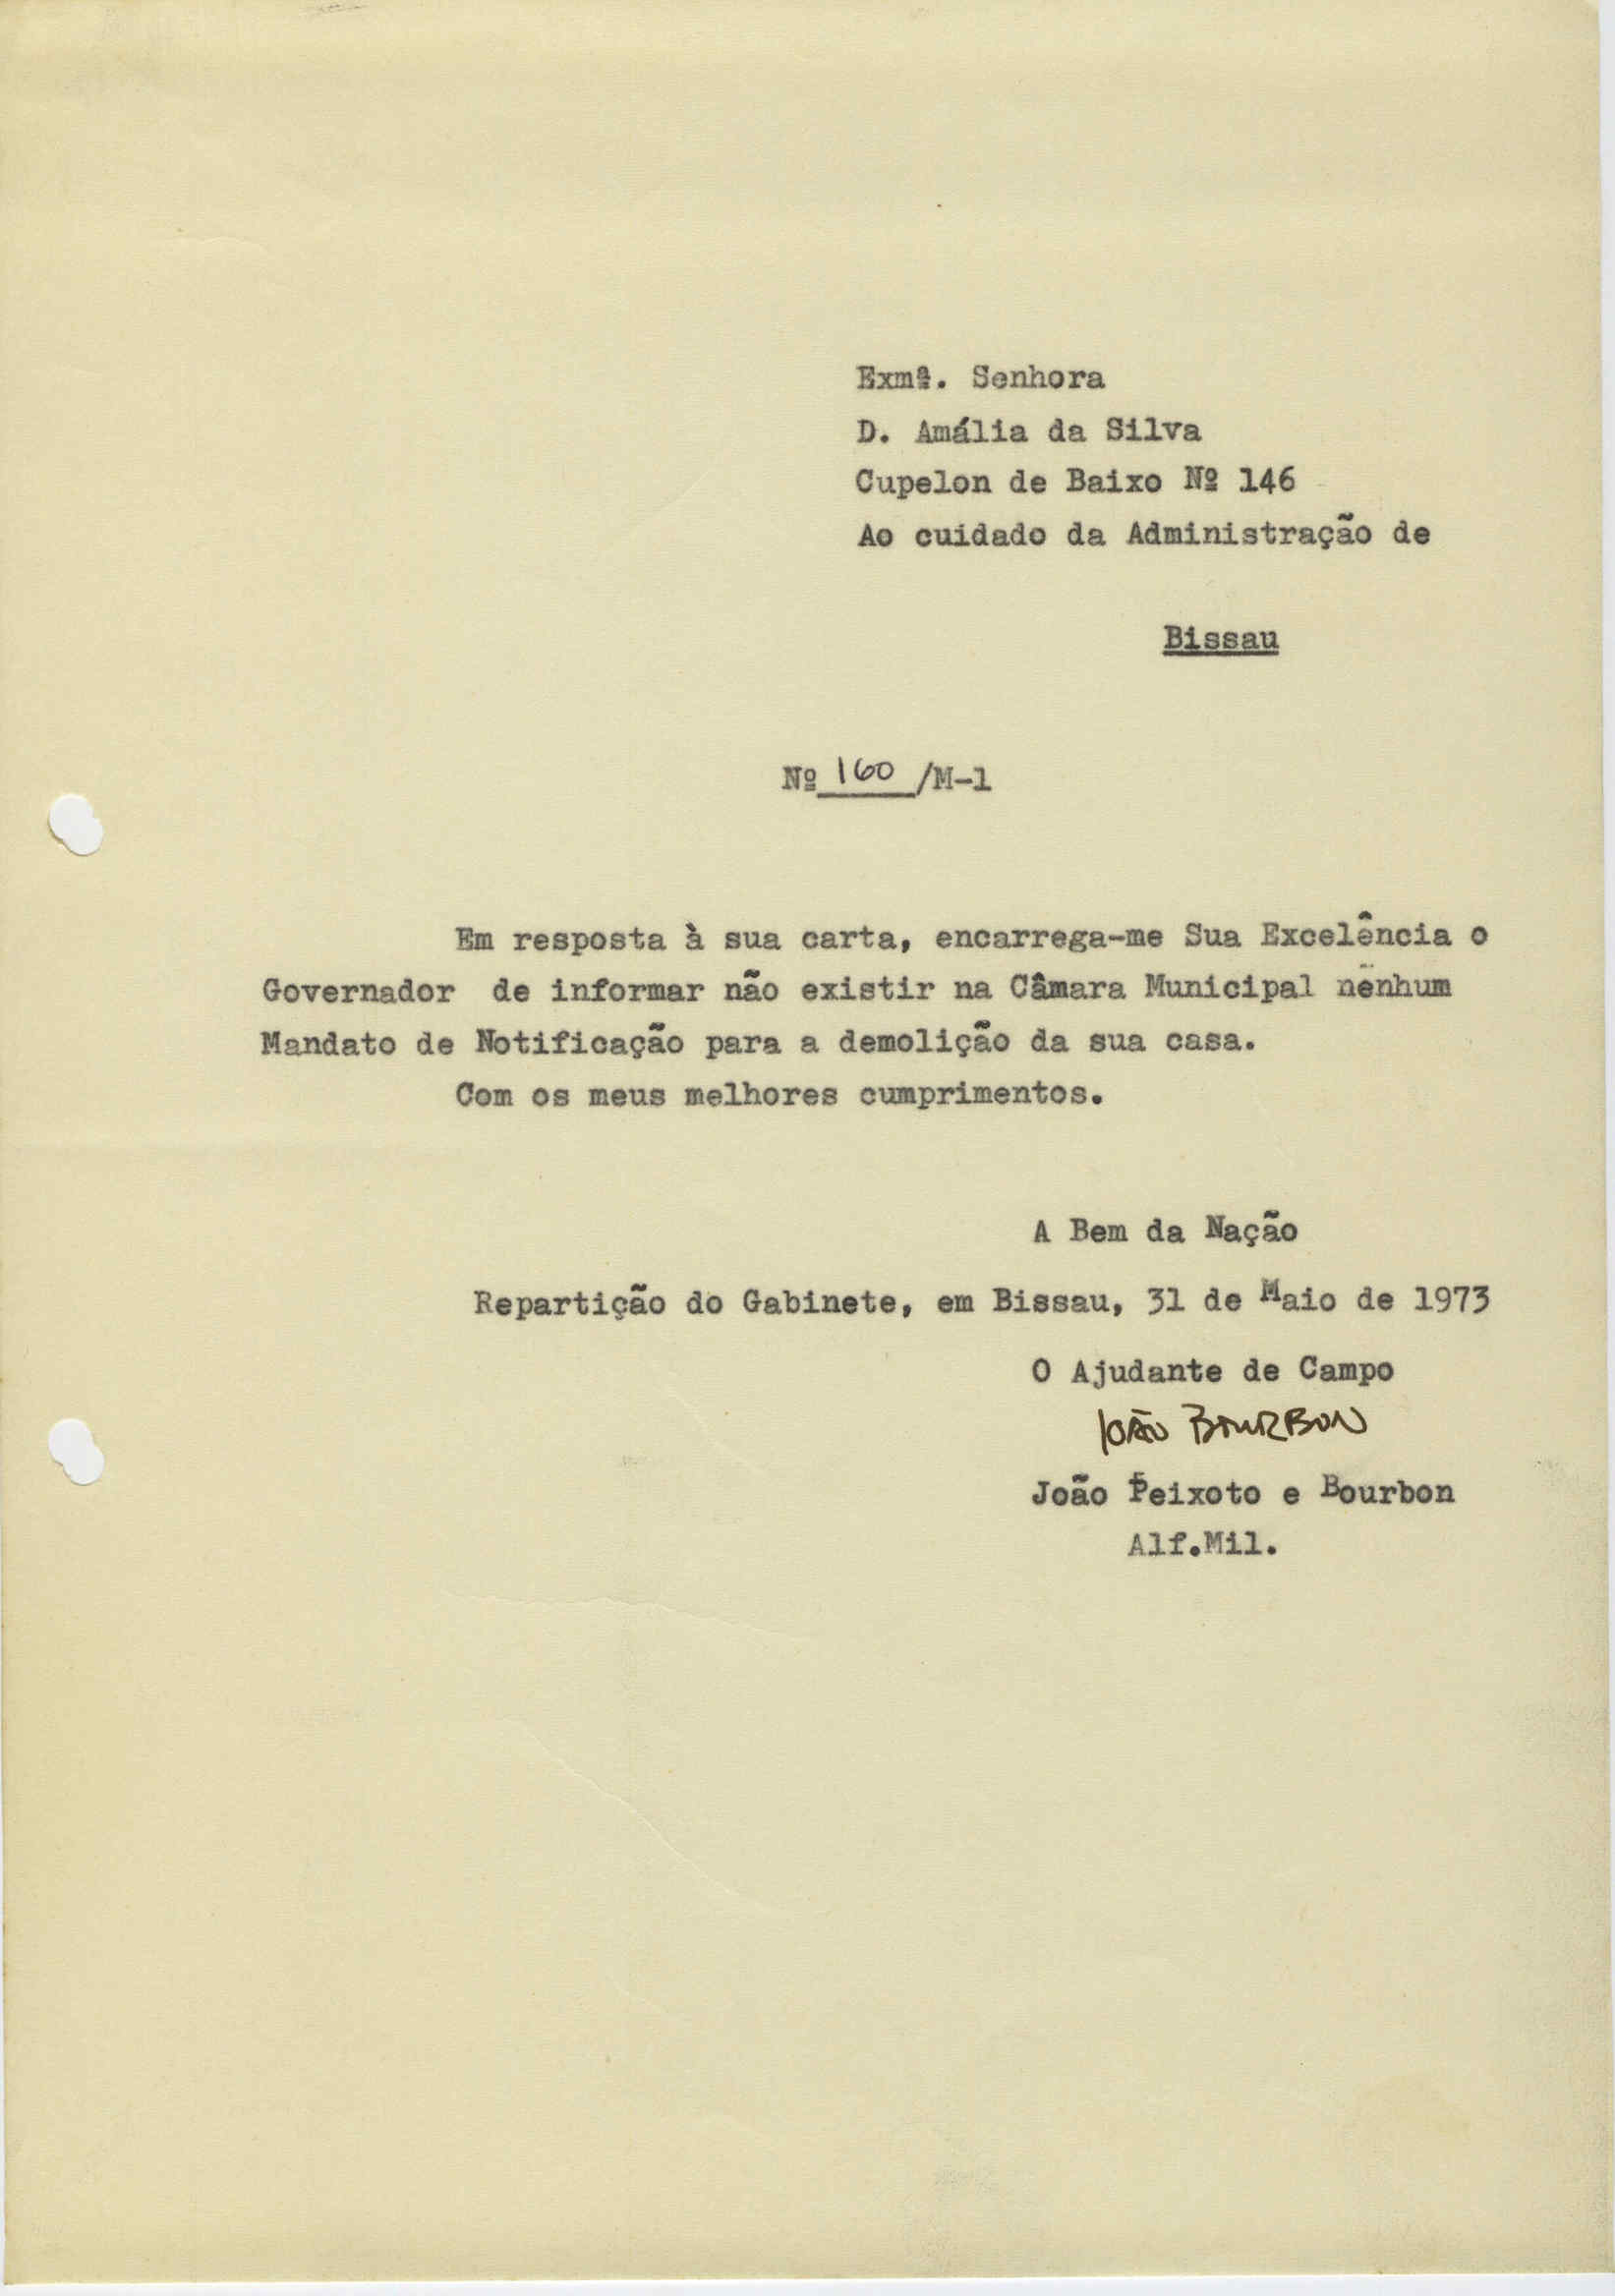 Exmª. Senhora
D. Amália da Silva
Cupelon de Baixo Nº 146
Ao cuidado da Administração de
Bissau
Nº 160 /M-1
Em resposta à sua carta, encarrega-me Sua Excelência o
Governador de informar não existir na Câmara Municipal nenhum
Mandato de Notificação para a demolição da sua casa.
Com os meus melhores cumprimentos.
A Bem da Nação
Repartição do Gabinete, em Bissau, 31 de Maio de 1973
O Ajudante de Campo
João Bourbon
João Peixoto e Bourbon
Alf.Mil.